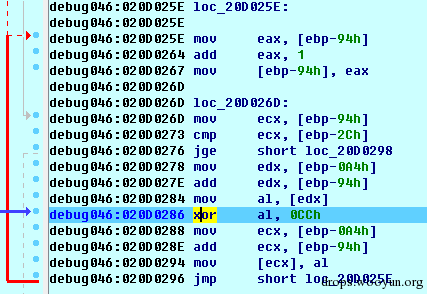 debug046:020D025E loc_20D025E:
debug046:020D025E
debug046:020D025E mov eax, [ebp-94h]
debug046:020D0264 add eax, 1
debug046:020D0267 mov [ebp-94h], eax
debug046:020D026D
debug046:020D026D loc_20D026D:
debug046:020D026D mov ecx, [ebp-94h]
debug046:020D0273 cmp ecx, [ebp-2Ch]
debug046:020D0276 jge short loc_20D0298
debug046:020D0278 mov edx, [ebp-0A4h]
debug046:020D027E add edx, [ebp-94h]
debug046:020D0284 mov al, [edx]
debug046:020D0286 xor al, 0CCh
debug046:020D0288 mov ecx, [ebp-0A4h]
debug046:020D028E add ecx, [ebp-94h]
debug046:020D0294 mov [ecx], al
debug046:020D0296 jmp short loc_20D025E
drops.wooyun.org